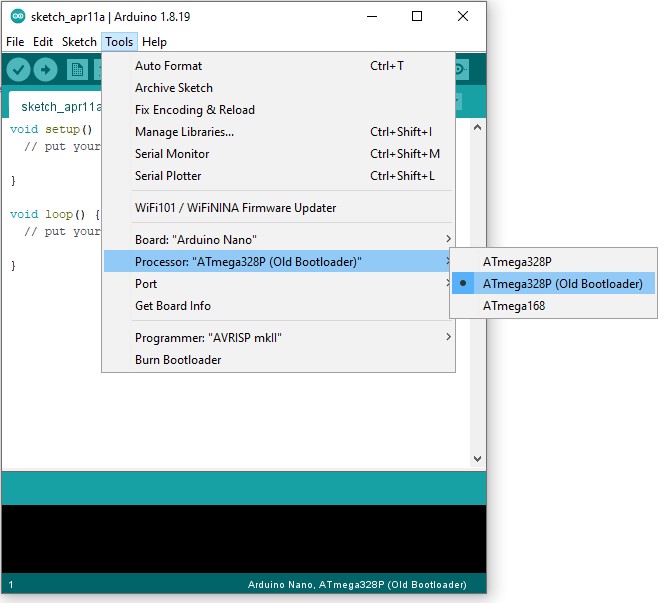 sketch_apr11a | Arduino 1.8.19
File Edit Sketch Tools Help
sketch_apr11a
void setup()
// put your
}
void loop() {
// put your
}
Auto Format Ctrl+T
Archive Sketch
Fix Encoding & Reload
Manage Libraries... Ctrl+Shift+I
Serial Monitor Ctrl+Shift+M
Serial Plotter Ctrl+Shift+L
WiFi101 / WiFiNINA Firmware Updater
Board: "Arduino Nano"
Processor: "ATmega328P (Old Bootloader)"
Port
Get Board Info
Programmer: "AVRISP mkII"
Burn Bootloader
ATmega328P
ATmega328P (Old Bootloader)
ATmega168
1 Arduino Nano, ATmega328P (Old Bootloader)